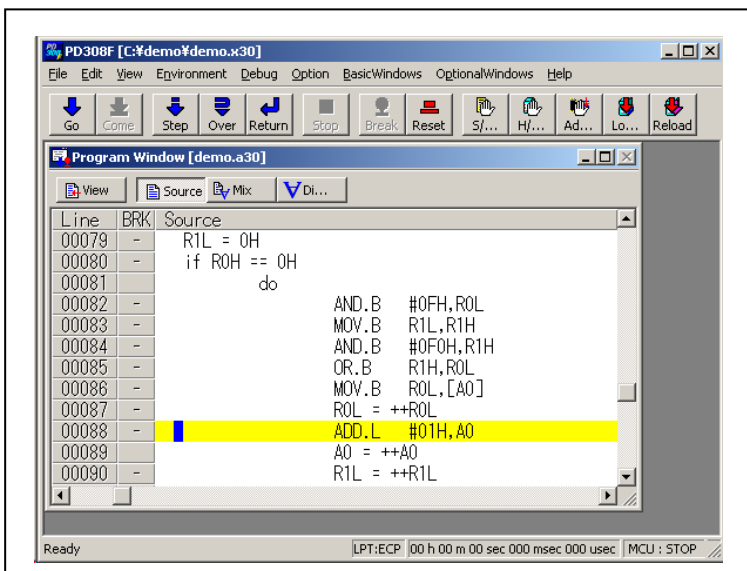 PD308F [C:¥demo¥demo.x30]
File Edit View Environment Debug Option BasicWindows OptionalWindows Help
Go Come Step Over Return Stop Break Reset S/... H/... Ad... Lo... Reload
Program Window [demo.a30]
View Source Mix Di...
Line BRK Source
00079 - R1L = 0H
00080 - if R0H == 0H
00081 do
00082 - AND.B #0FH,R0L
00083 - MOV.B R1L,R1H
00084 - AND.B #0F0H,R1H
00085 - OR.B R1H,R0L
00086 - MOV.B R0L,[A0]
00087 - R0L = ++R0L
00088 - ADD.L #01H,A0
00089 A0 = ++A0
00090 - R1L = ++R1L
Ready LPT:ECP 00 h 00 m 00 sec 000 msec 000 usec MCU : STOP